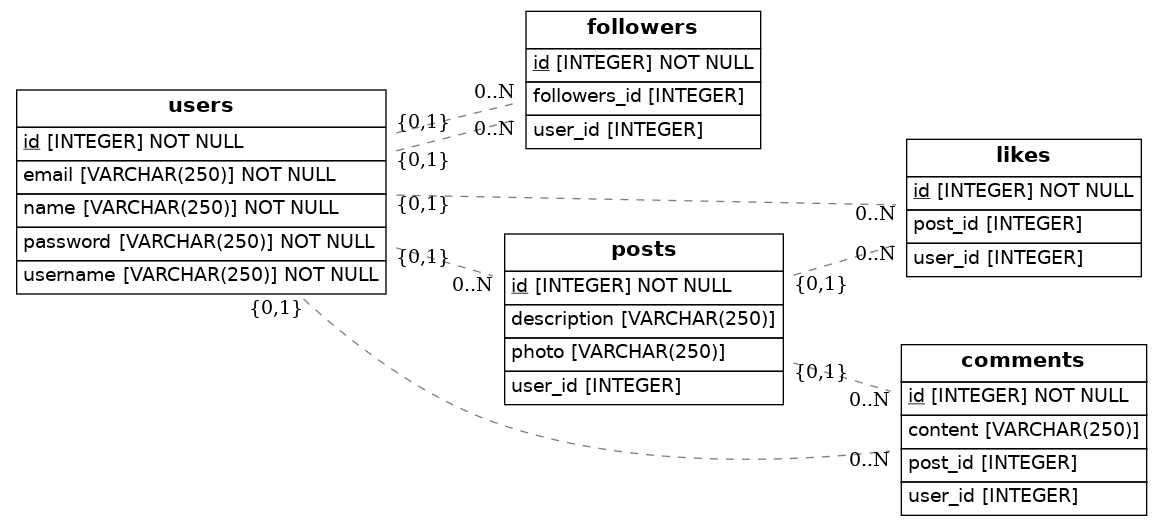 followers
id [INTEGER] NOT NULL
followers_id [INTEGER]
user_id [INTEGER]
users
id [INTEGER] NOT NULL
email [VARCHAR(250)] NOT NULL
name [VARCHAR(250)] NOT NULL
password [VARCHAR(250)] NOT NULL
username [VARCHAR(250)] NOT NULL
0..N
{0,1}
0..N
{0,1}
{0,1}
0..N
{0,1}
0..N
{0,1}
0..N
likes
id [INTEGER] NOT NULL
post_id [INTEGER]
user_id [INTEGER]
posts
id [INTEGER] NOT NULL
description [VARCHAR(250)]
photo [VARCHAR(250)]
user_id [INTEGER]
0..N
{0,1}
{0,1}
0..N
0..N
comments
id [INTEGER] NOT NULL
content [VARCHAR(250)]
post_id [INTEGER]
user_id [INTEGER]